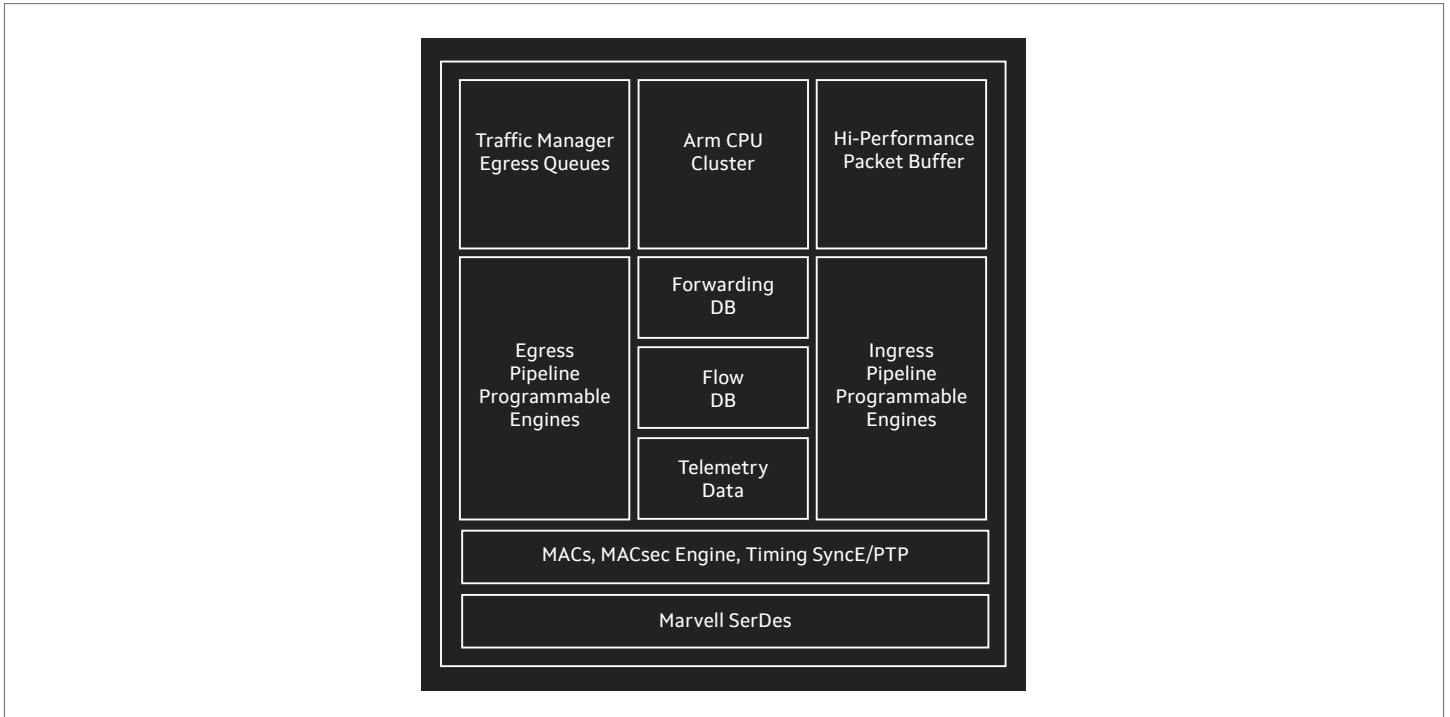 Traffic Manager
Egress Queues
Arm CPU
Cluster
Hi-Performance
Packet Buffer
Egress
Pipeline
Programmable
Engines
Forwarding
DB
Flow
DB
Telemetry
Data
Ingress
Pipeline
Programmable
Engines
MACs, MACsec Engine, Timing SyncE/PTP
Marvell SerDes